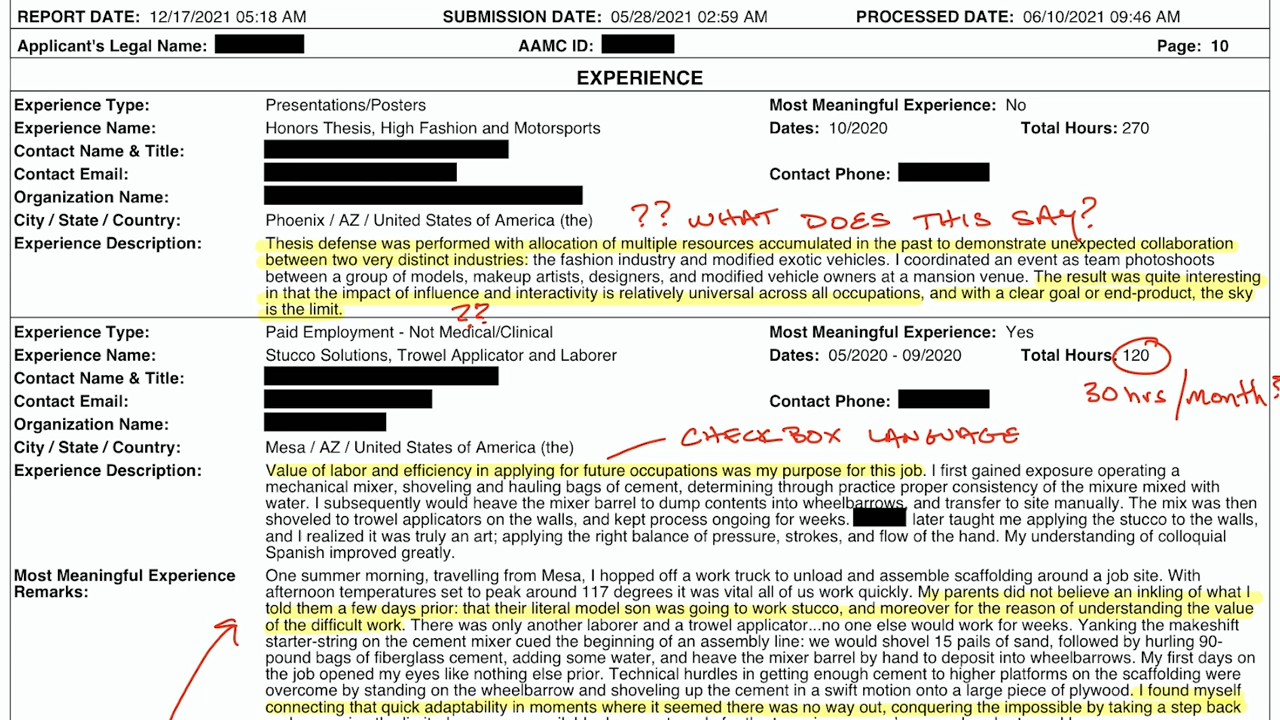 REPORT DATE: 12/17/2021 05:18 AM SUBMISSION DATE: 05/28/2021 02:59 AM PROCESSED DATE: 06/10/2021 09:46 AM
Applicant's Legal Name: AAMC ID: Page: 10
EXPERIENCE
Experience Type: Presentations/Posters Most Meaningful Experience: No
Experience Name: Honors Thesis, High Fashion and Motorsports Dates: 10/2020 Total Hours: 270
Contact Name & Title:
Contact Email: Contact Phone:
Organization Name:
City / State / Country: Phoenix / AZ / United States of America (the) ?? WHAT DOES THIS SAY?
Experience Description: Thesis defense was performed with allocation of multiple resources accumulated in the past to demonstrate unexpected collaboration
between two very distinct industries: the fashion industry and modified exotic vehicles. I coordinated an event as team photoshoots
between a group of models, makeup artists, designers, and modified vehicle owners at a mansion venue. The result was quite interesting
in that the impact of influence and interactivity is relatively universal across all occupations, and with a clear goal or end-product, the sky
is the limit.
??
Experience Type: Paid Employment - Not Medical/Clinical Most Meaningful Experience: Yes
Experience Name: Stucco Solutions, Trowel Applicator and Laborer Dates: 05/2020 - 09/2020 Total Hours: 120
Contact Name & Title:
30 hrs/month?
Contact Email: Contact Phone:
Organization Name:
CHECKBOX LANGUAGE
City / State / Country: Mesa / AZ / United States of America (the)
Experience Description: Value of labor and efficiency in applying for future occupations was my purpose for this job. I first gained exposure operating a
mechanical mixer, shoveling and hauling bags of cement, determining through practice proper consistency of the mixure mixed with
water. I subsequently would heave the mixer barrel to dump contents into wheelbarrows, and transfer to site manually. The mix was then
shoveled to trowel applicators on the walls, and kept process ongoing for weeks. later taught me applying the stucco to the walls,
and I realized it was truly an art; applying the right balance of pressure, strokes, and flow of the hand. My understanding of colloquial
Spanish improved greatly.
Most Meaningful Experience One summer morning, travelling from Mesa, I hopped off a work truck to unload and assemble scaffolding around a job site. With
Remarks: afternoon temperatures set to peak around 117 degrees it was vital all of us work quickly. My parents did not believe an inkling of what I
told them a few days prior: that their literal model son was going to work stucco, and moreover for the reason of understanding the value
of the difficult work. There was only another laborer and a trowel applicator...no one else would work for weeks. Yanking the makeshift
starter-string on the cement mixer cued the beginning of an assembly line: we would shovel 15 pails of sand, followed by hurling 90-
pound bags of fiberglass cement, adding some water, and heave the mixer barrel by hand to deposit into wheelbarrows. My first days on
the job opened my eyes like nothing else prior. Technical hurdles in getting enough cement to higher platforms on the scaffolding were
overcome by standing on the wheelbarrow and shoveling up the cement in a swift motion onto a large piece of plywood. I found myself
connecting that quick adaptability in moments where it seemed there was no way out, conquering the impossible by taking a step back